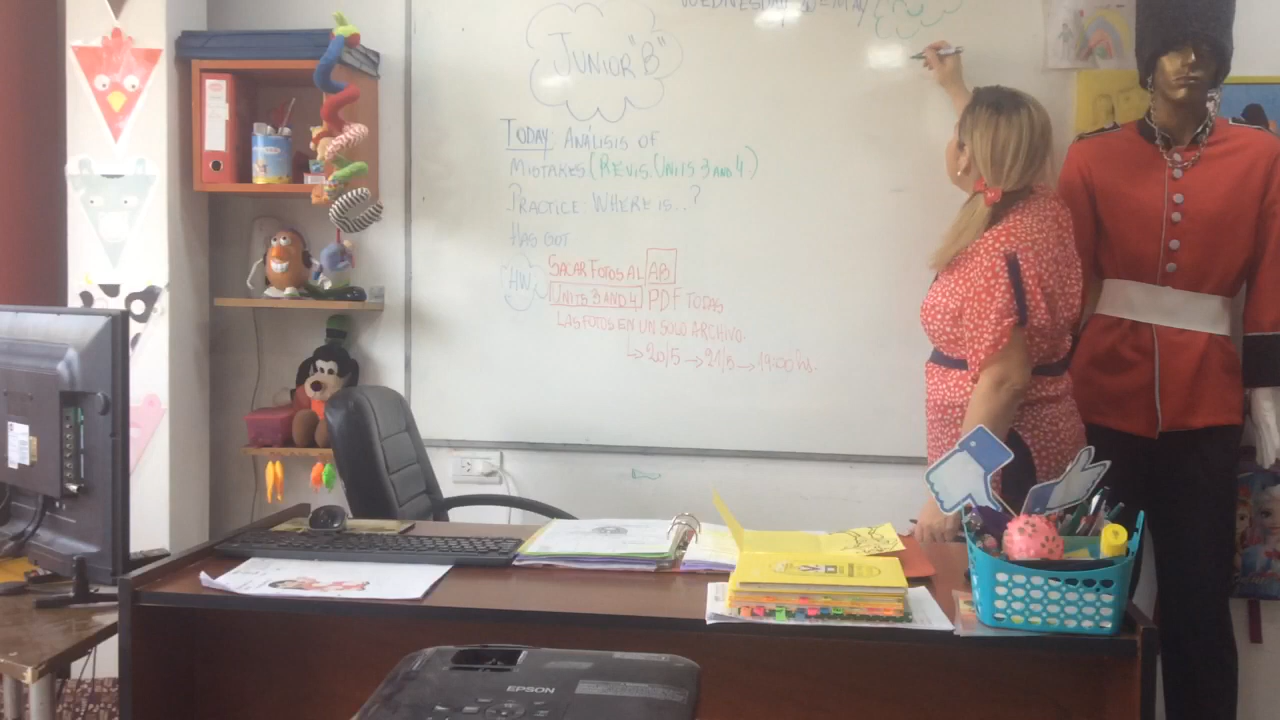 WEDNESDAY
JUNIOR "B"
TODAY: ANÁLISIS OF
MISTAKES (REVIS. UNITS 3 AND 4)
PRACTICE: WHERE IS..?
HAS GOT
HW SACAR FOTOS AL AB
UNITS 3 AND 4 PDF TODAS
LAS FOTOS EN UN SOLO ARCHIVO.
↳ 20/5 → 21/5 → 19:00 hs.
EPSON